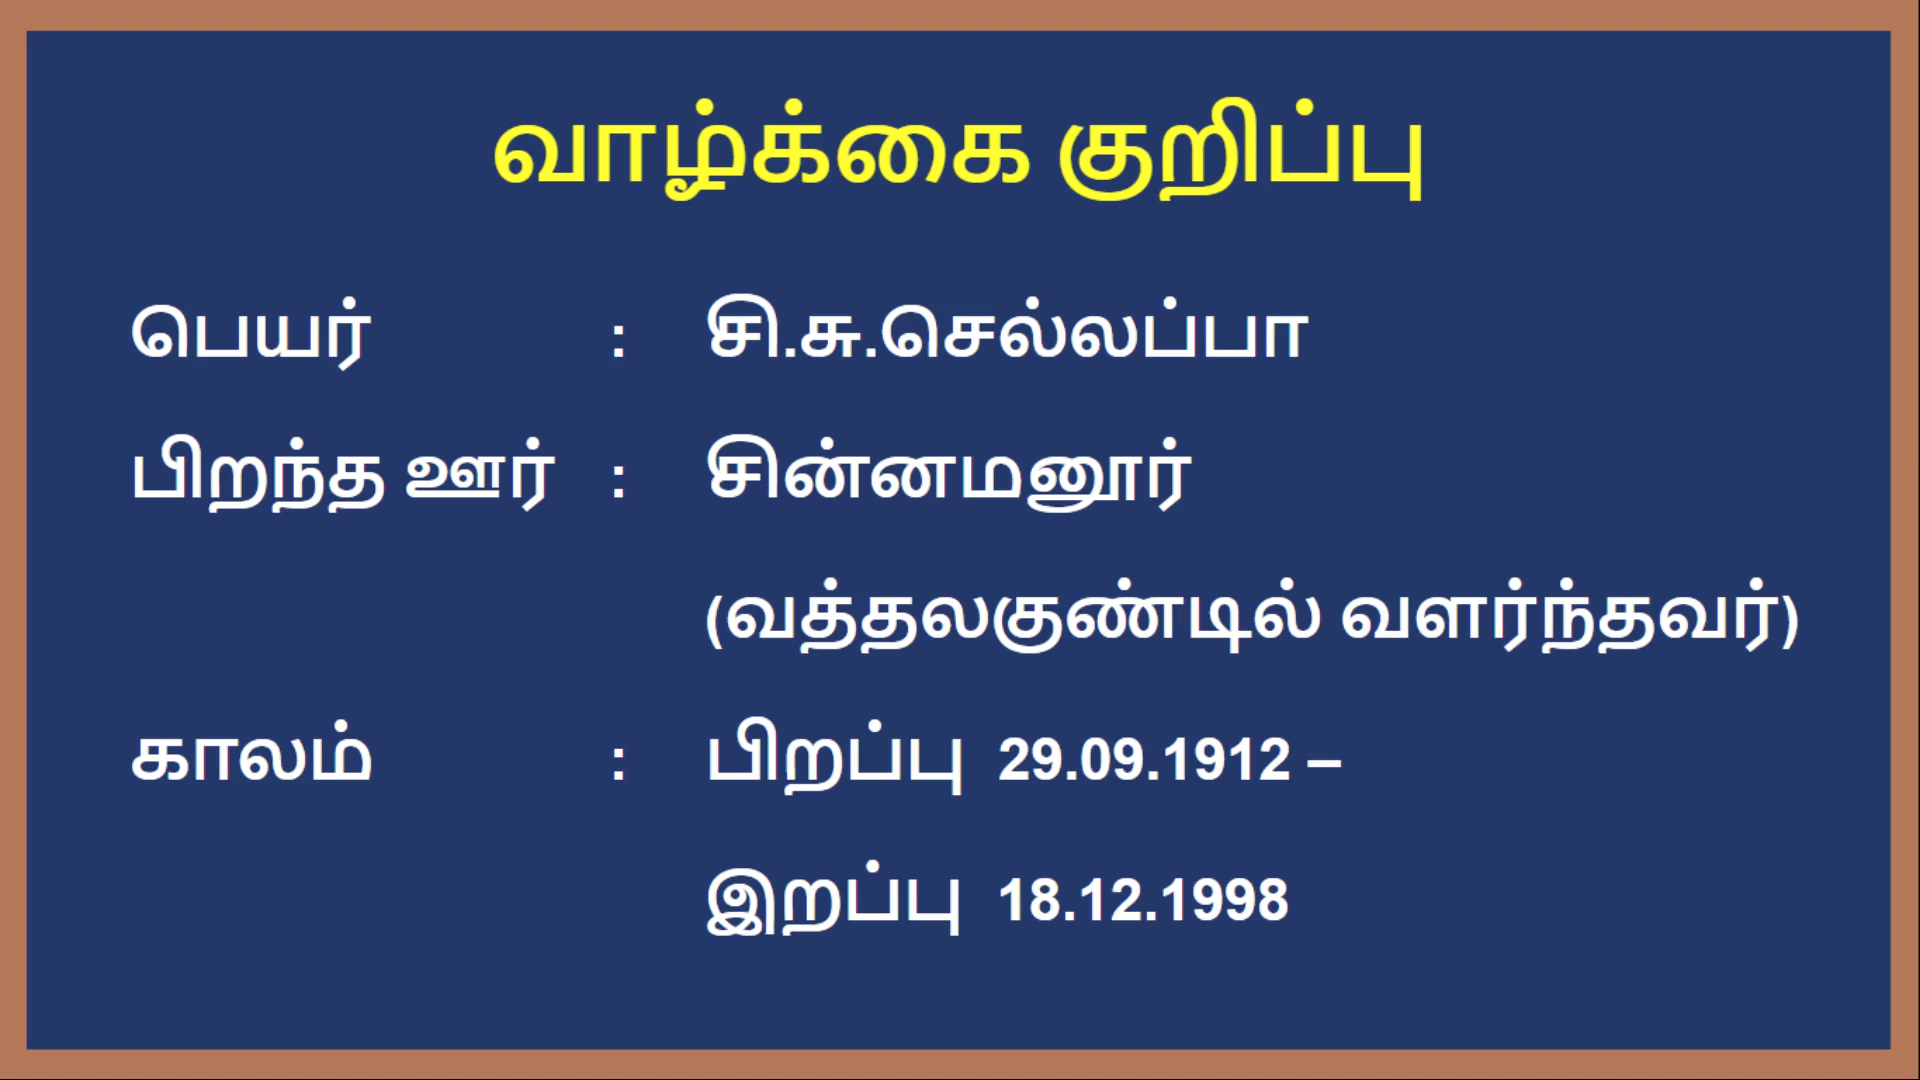 வாழ்க்கை குறிப்பு
பெயர் : சி.சு.செல்லப்பா
பிறந்த ஊர் : சின்னமனூர்
(வத்தலகுண்டில் வளர்ந்தவர்)
காலம் : பிறப்பு 29.09.1912 –
இறப்பு 18.12.1998